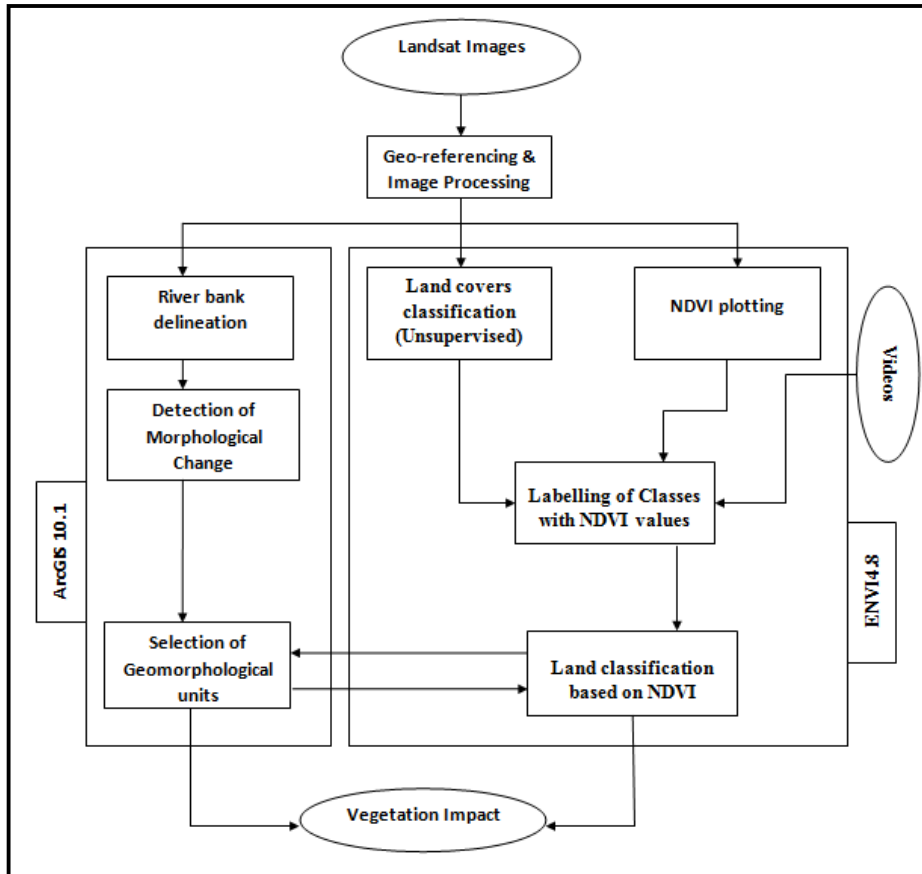 Landsat Images
Geo-referencing &
Image Processing
River bank
delineation
Land covers
classification
(Unsupervised)
NDVI plotting
Videos
Detection of
Morphological
Change
Labelling of Classes
with NDVI values
ArcGIS 10.1
ENVI4.8
Selection of
Geomorphological
units
Land classification
based on NDVI
Vegetation Impact